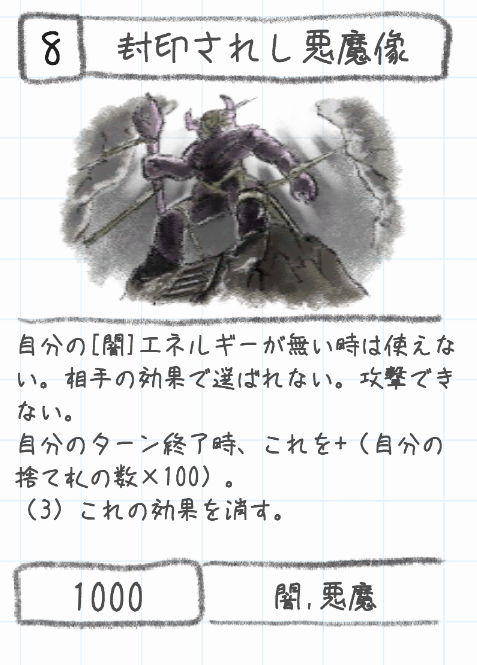 8 封印されし悪魔像
自分の[闇]エネルギーが無い時は使えな
い。相手の効果で選ばれない。攻撃でき
ない。
自分のターン終了時、これを+（自分の
捨て札の数×100）。
（3）これの効果を消す。
1000 闇,悪魔